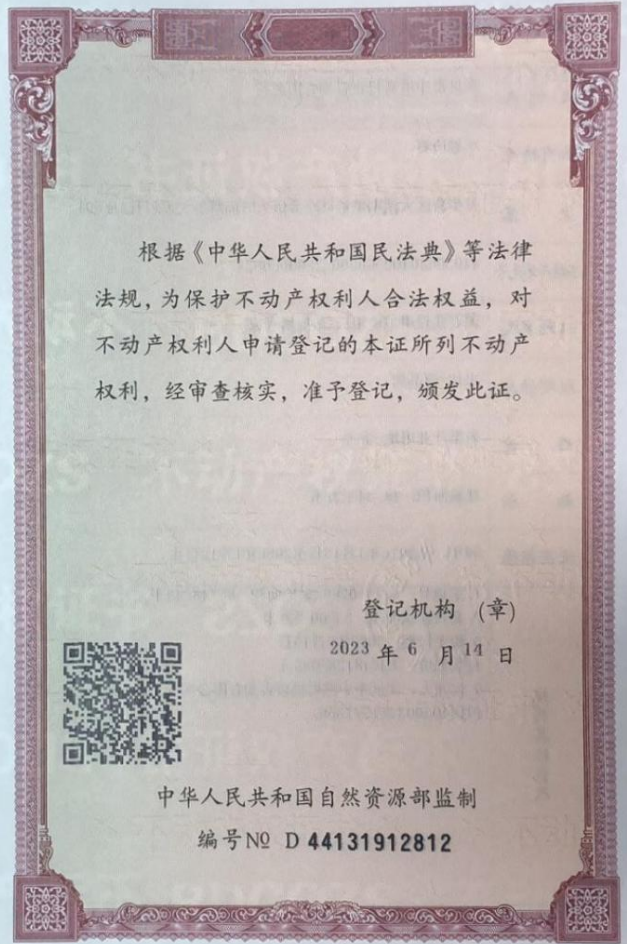 根据《中华人民共和国民法典》等法律
法规，为保护不动产权利人合法权益，对
不动产权利人申请登记的本证所列不动产
权利，经审查核实，准予登记，颁发此证。
登记机构 (章)
2023 年 6 月 14 日
中华人民共和国自然资源部监制
编号№ D 44131912812